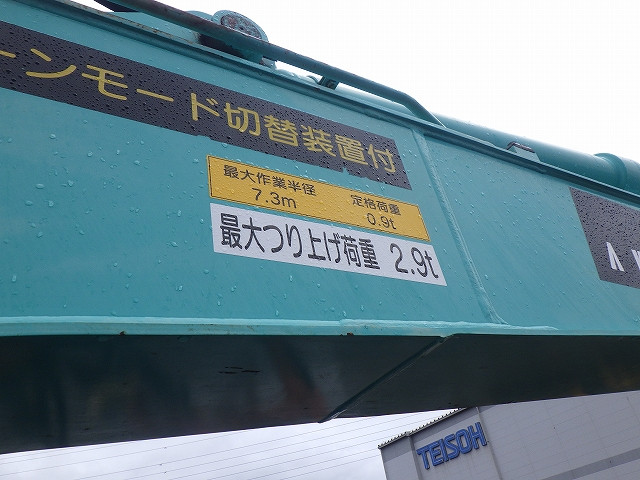 ーンモード切替装置付
最大作業半径 定格荷重
7.3m 0.9t
最大つり上げ荷重 2.9t
TEISOH